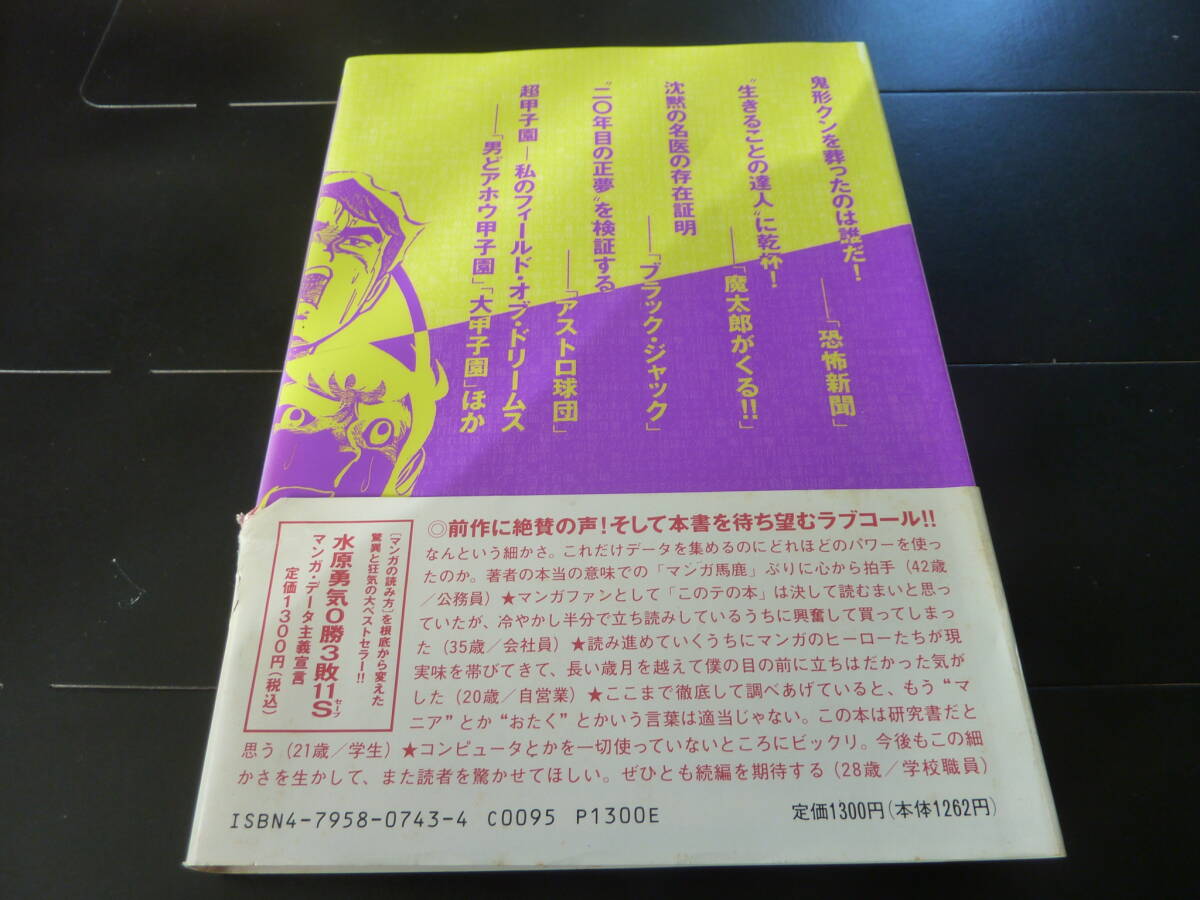 鬼形クンを葬ったのは誰だ!
――「恐怖新聞」
“生きることの達人”に乾杯!
――「魔太郎がくる!!」
沈黙の名医の存在証明
――「ブラック・ジャック」
“二〇年目の正夢”を検証する
――「アストロ球団」
超甲子園―私のフィールド・オブ・ドリームス
――「男どアホウ甲子園」「大甲子園」ほか
◎前作に絶賛の声!そして本書を待ち望むラブコール!!
なんという細かさ。これだけデータを集めるのにどれほどのパワーを使っ
たのか。著者の本当の意味での「マンガ馬鹿」ぶりに心から拍手(42歳
/公務員)★マンガファンとして「このテの本」は決して読むまいと思っ
ていたが、冷やかし半分で立ち読みしているうちに興奮して買ってしまっ
た(35歳/会社員)★読み進めていくうちにマンガのヒーローたちが現
実味を帯びてきて、長い歳月を越えて僕の目の前に立ちはだかった気が
した(20歳/自営業)★ここまで徹底して調べあげていると、もう“マ
ニア”とか“おたく”とかいう言葉は適当じゃない。この本は研究書だと
思う(21歳/学生)★コンピュータとかを一切使っていないところにビックリ。今後もこの細
かさを生かして、また読者を驚かせてほしい。ぜひとも続編を期待する(28歳/学校職員)
[マンガの読み方]を根底から変えた
驚異と狂気の大ベストセラー!!
水原勇気0勝3敗11S
セーブ
マンガ・データ主義宣言
定価1300円(税込)
ISBN4-7958-0743-4 C0095 P1300E
定価1300円(本体1262円)